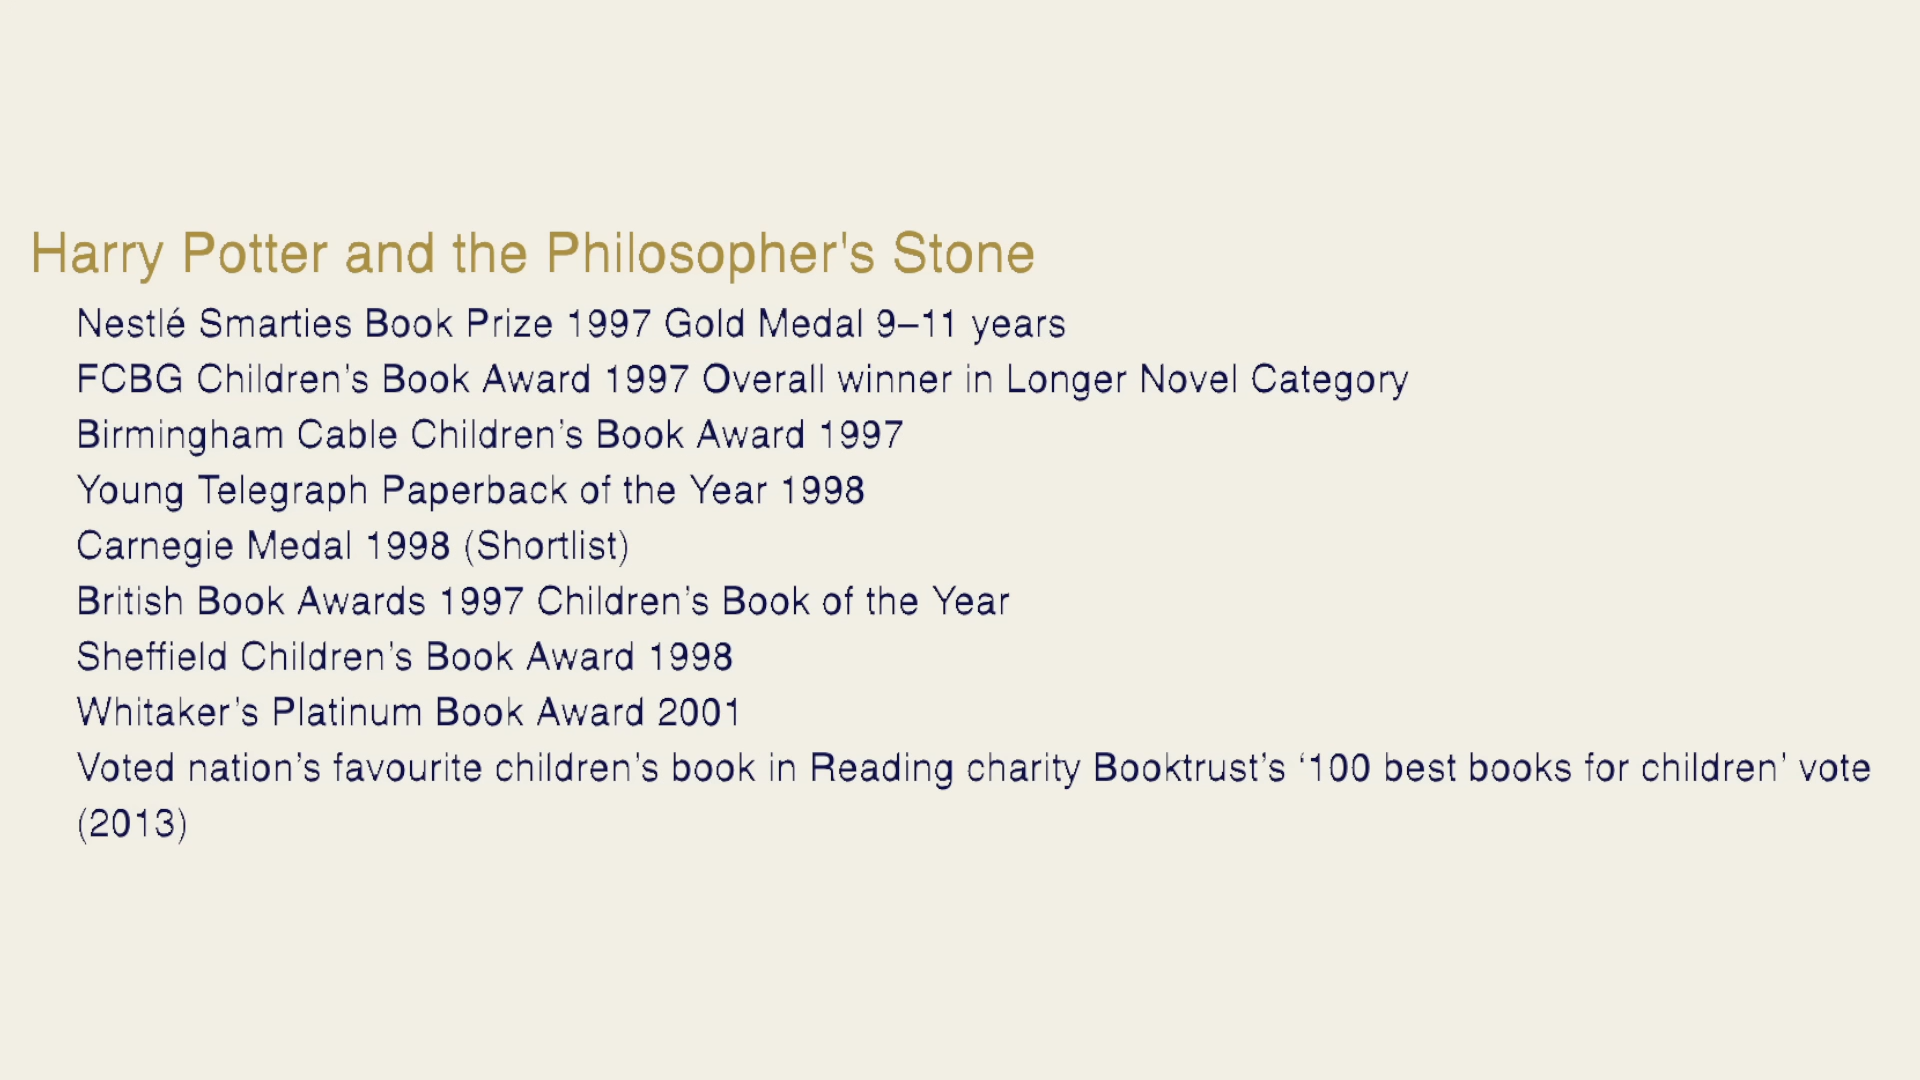 Harry Potter and the Philosopher's Stone
Nestlé Smarties Book Prize 1997 Gold Medal 9–11 years
FCBG Children’s Book Award 1997 Overall winner in Longer Novel Category
Birmingham Cable Children’s Book Award 1997
Young Telegraph Paperback of the Year 1998
Carnegie Medal 1998 (Shortlist)
British Book Awards 1997 Children’s Book of the Year
Sheffield Children’s Book Award 1998
Whitaker’s Platinum Book Award 2001
Voted nation’s favourite children’s book in Reading charity Booktrust’s ‘100 best books for children’ vote
(2013)